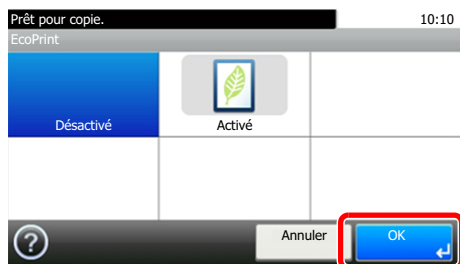 Prêt pour copie. 10:10
EcoPrint
Désactivé Activé
? Annuler OK